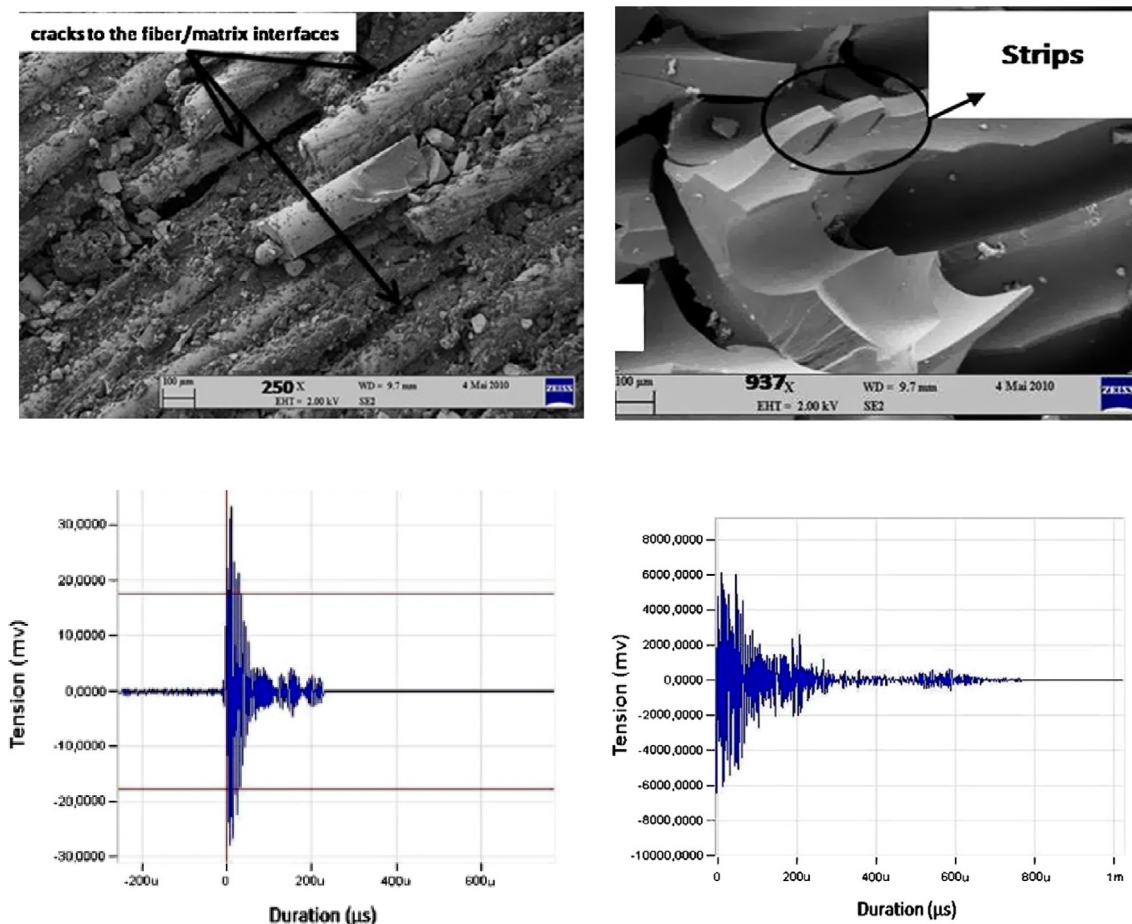 cracks to the fiber/matrix interfaces
Strips
100 µm
250 X
WD = 9.7 mm
4 Mai 2010
EHT = 2.00 kV
SE2
ZEISS
100 µm
937X
WD = 9.7 mm
4 Mai 2010
EHT = 2.00 kV
SE2
ZEISS
Tension (mv)
30,0000
20,0000
10,0000
0,0000
-10,0000
-20,0000
-30,0000
-200u
0
200u
400u
600u
Duration (µs)
Tension (mv)
8000,0000
6000,0000
4000,0000
2000,0000
0,0000
-2000,0000
-4000,0000
-6000,0000
-8000,0000
-10000,0000
0
200u
400u
600u
800u
1m
Duration (µs)